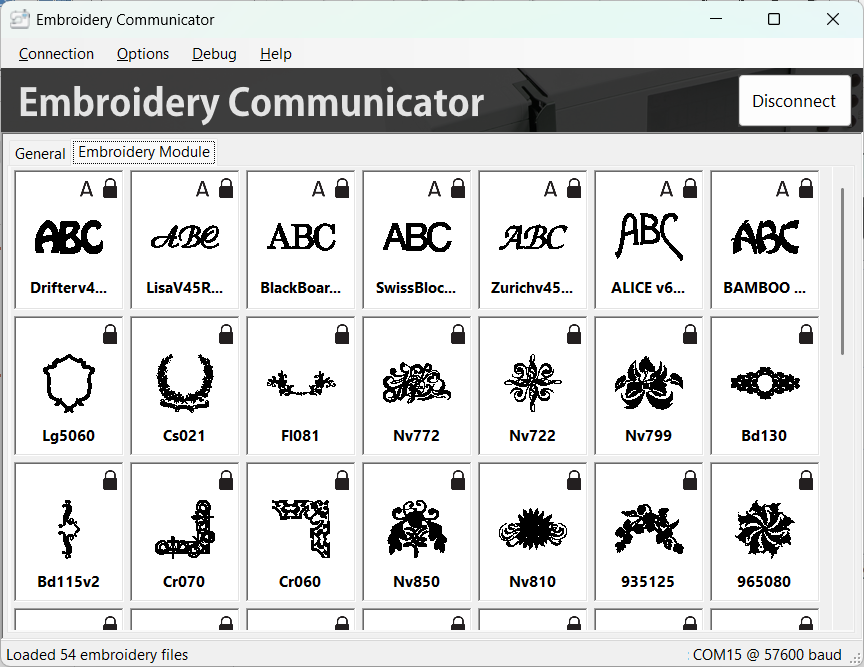 Embroidery Communicator
Connection Options Debug Help
Embroidery Communicator Disconnect
General Embroidery Module
A A A A A A A
ABC ABC ABC ABC ABC ABC ABC
Drifterv4... LisaV45R... BlackBoar... SwissBloc... Zurichv45... ALICE v6... BAMBOO ...
Lg5060 Cs021 Fl081 Nv772 Nv722 Nv799 Bd130
Bd115v2 Cr070 Cr060 Nv850 Nv810 935125 965080
Loaded 54 embroidery files COM15 @ 57600 baud